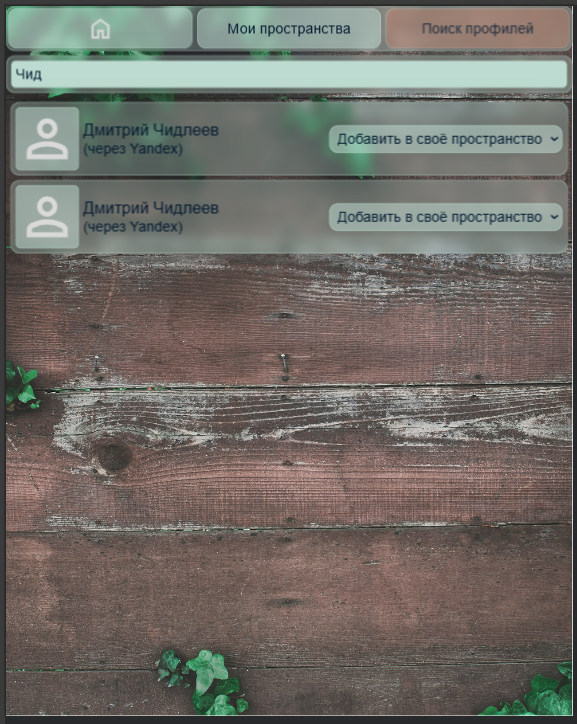 Мои пространства
Поиск профилей
Чид
Дмитрий Чидлеев
(через Yandex)
Добавить в своё пространство
Дмитрий Чидлеев
(через Yandex)
Добавить в своё пространство